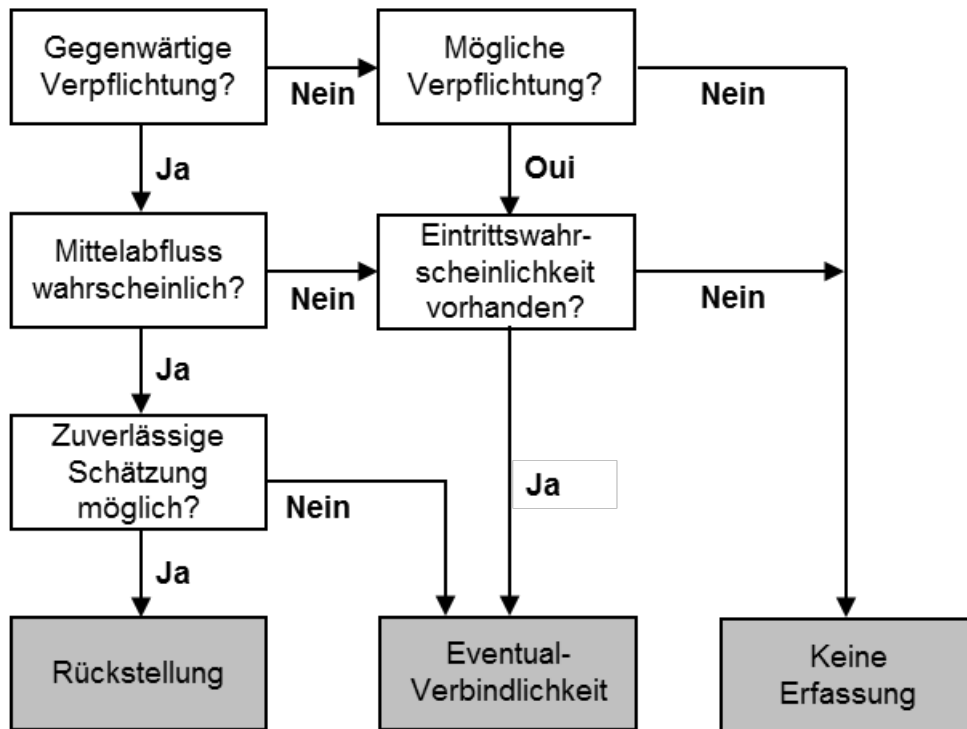 Gegenwärtige
Verpflichtung?
Nein
Mögliche
Verpflichtung?
Nein
Ja
Oui
Mittelabfluss
wahrscheinlich?
Nein
Eintrittswahr-
scheinlichkeit
vorhanden?
Nein
Ja
Zuverlässige
Schätzung
möglich?
Nein
Ja
Ja
Rückstellung
Eventual-
Verbindlichkeit
Keine
Erfassung